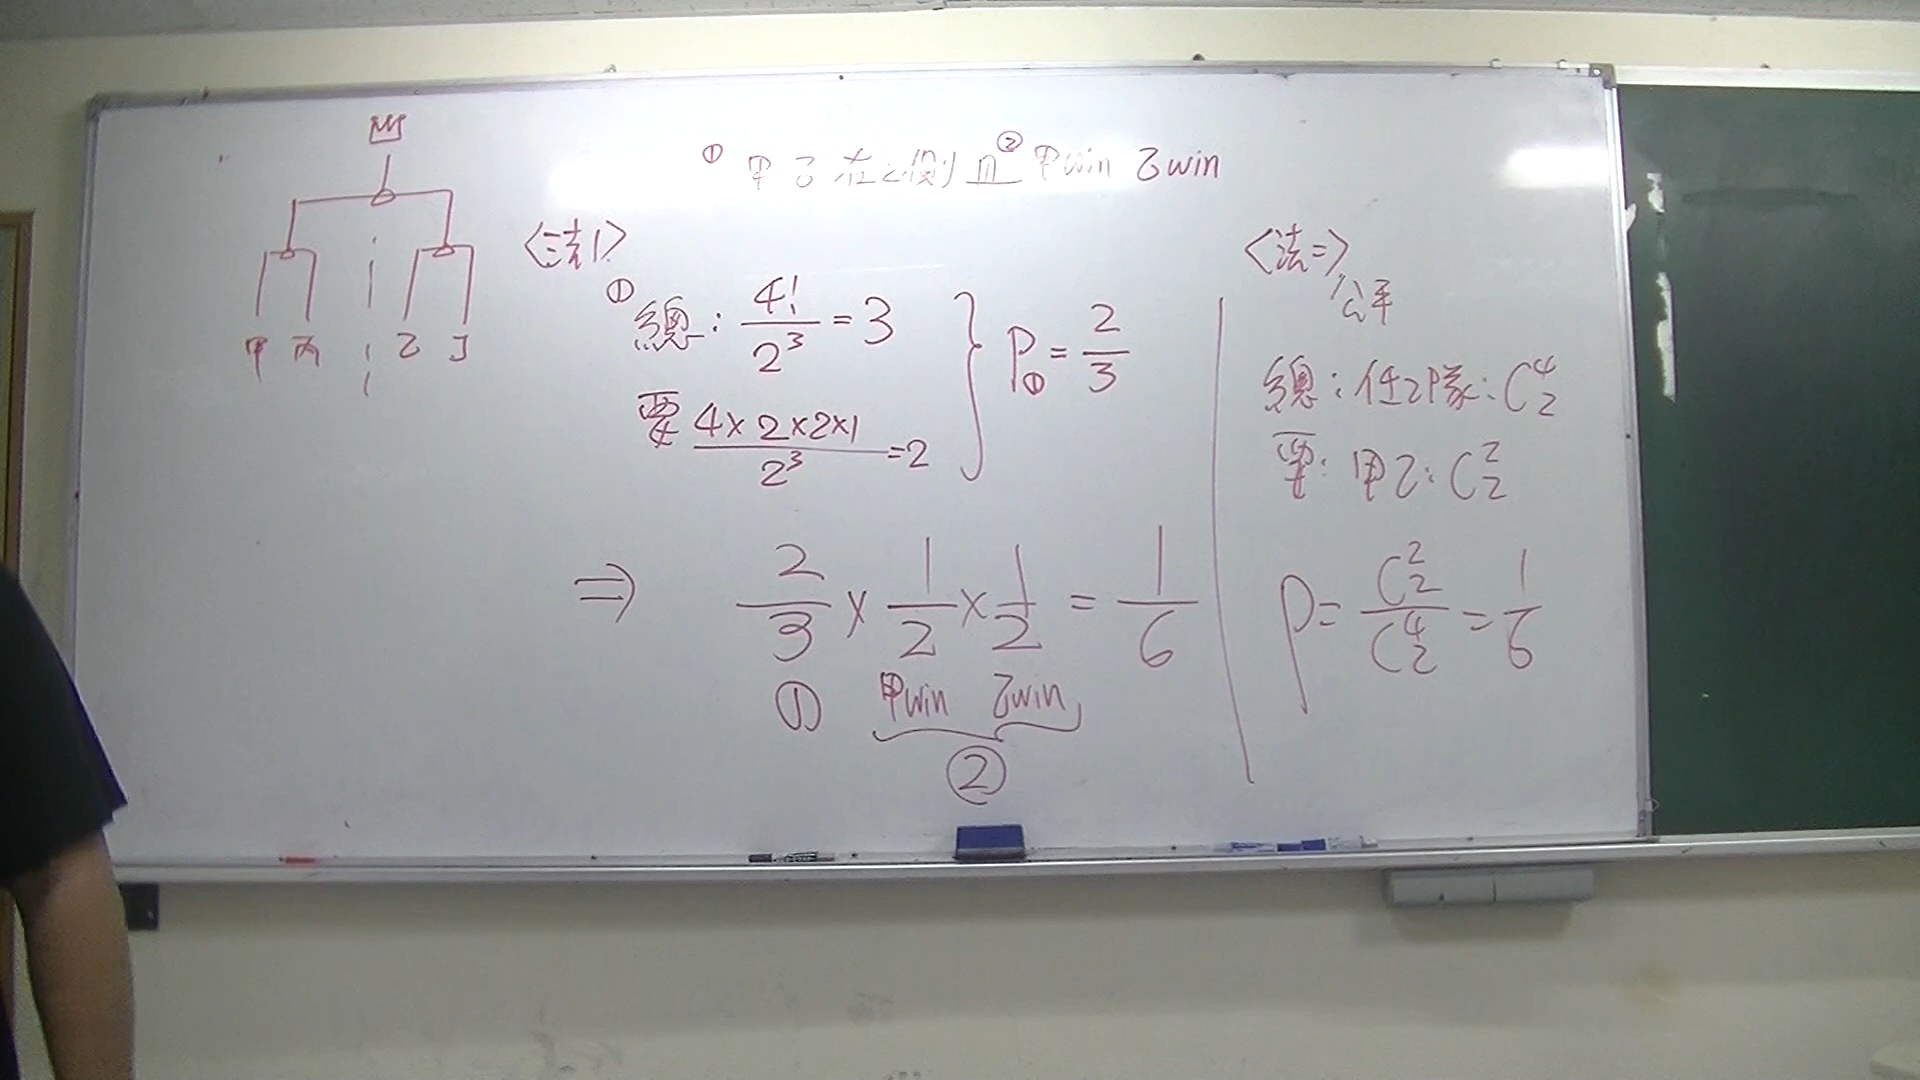 ① 甲乙在2側且② 甲win 乙win
甲 丙 乙 丁
<法1>
① 總: 4!/2³ = 3
要 4×2×2×1/2³ = 2
P① = 2/3
⇒ 2/3 × 1/2 × 1/2 = 1/6
① 甲win 乙win
②
<法二>
公平
總: 任2隊: C⁴₂
要: 甲乙: C²₂
P = C²₂/C⁴₂ = 1/6